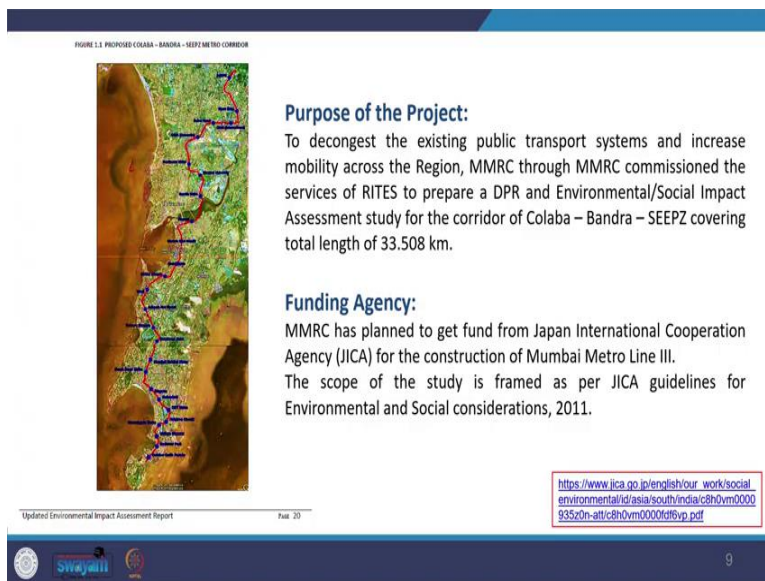 FIGURE 1.1 PROPOSED COLABA – BANDRA – SEEPZ METRO CORRIDOR
Purpose of the Project:
To decongest the existing public transport systems and increase
mobility across the Region, MMRC through MMRC commissioned the
services of RITES to prepare a DPR and Environmental/Social Impact
Assessment study for the corridor of Colaba – Bandra – SEEPZ covering
total length of 33.508 km.
Funding Agency:
MMRC has planned to get fund from Japan International Cooperation
Agency (JICA) for the construction of Mumbai Metro Line III.
The scope of the study is framed as per JICA guidelines for
Environmental and Social considerations, 2011.
https://www.jica.go.jp/english/our_work/social_
environmental/id/asia/south/india/c8h0vm0000
935z0n-att/c8h0vm0000fdf6vp.pdf
Updated Environmental Impact Assessment Report PAGE 20
swayam
9